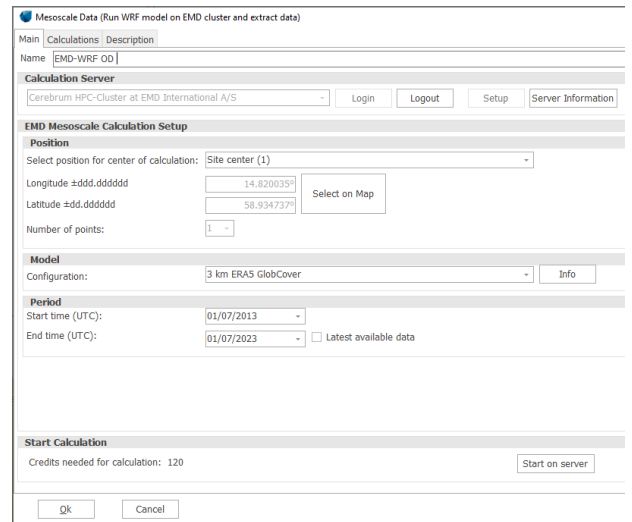 Mesoscale Data (Run WRF model on EMD cluster and extract data)
Main Calculations Description
Name EMD-WRF OD
Calculation Server
Cerebrum HPC-Cluster at EMD International A/S Login Logout Setup Server Information
EMD Mesoscale Calculation Setup
Position
Select position for center of calculation: Site center (1)
Longitude ±ddd.dddddd 14.820035º
Select on Map
Latitude ±dd.dddddd 58.934737º
Number of points: 1
Model
Configuration: 3 km ERA5 GlobCover Info
Period
Start time (UTC): 01/07/2013
End time (UTC): 01/07/2023 Latest available data
Start Calculation
Credits needed for calculation: 120
Start on server
Ok Cancel